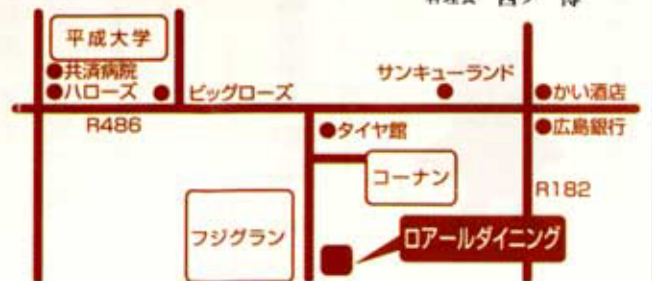 平成大学
●共済病院
●ハローズ ●
ビッグローズ
サンキューランド
●かい酒店
R486
●タイヤ館
●広島銀行
コーナン
R182
フジグラン
ロアールダイニング